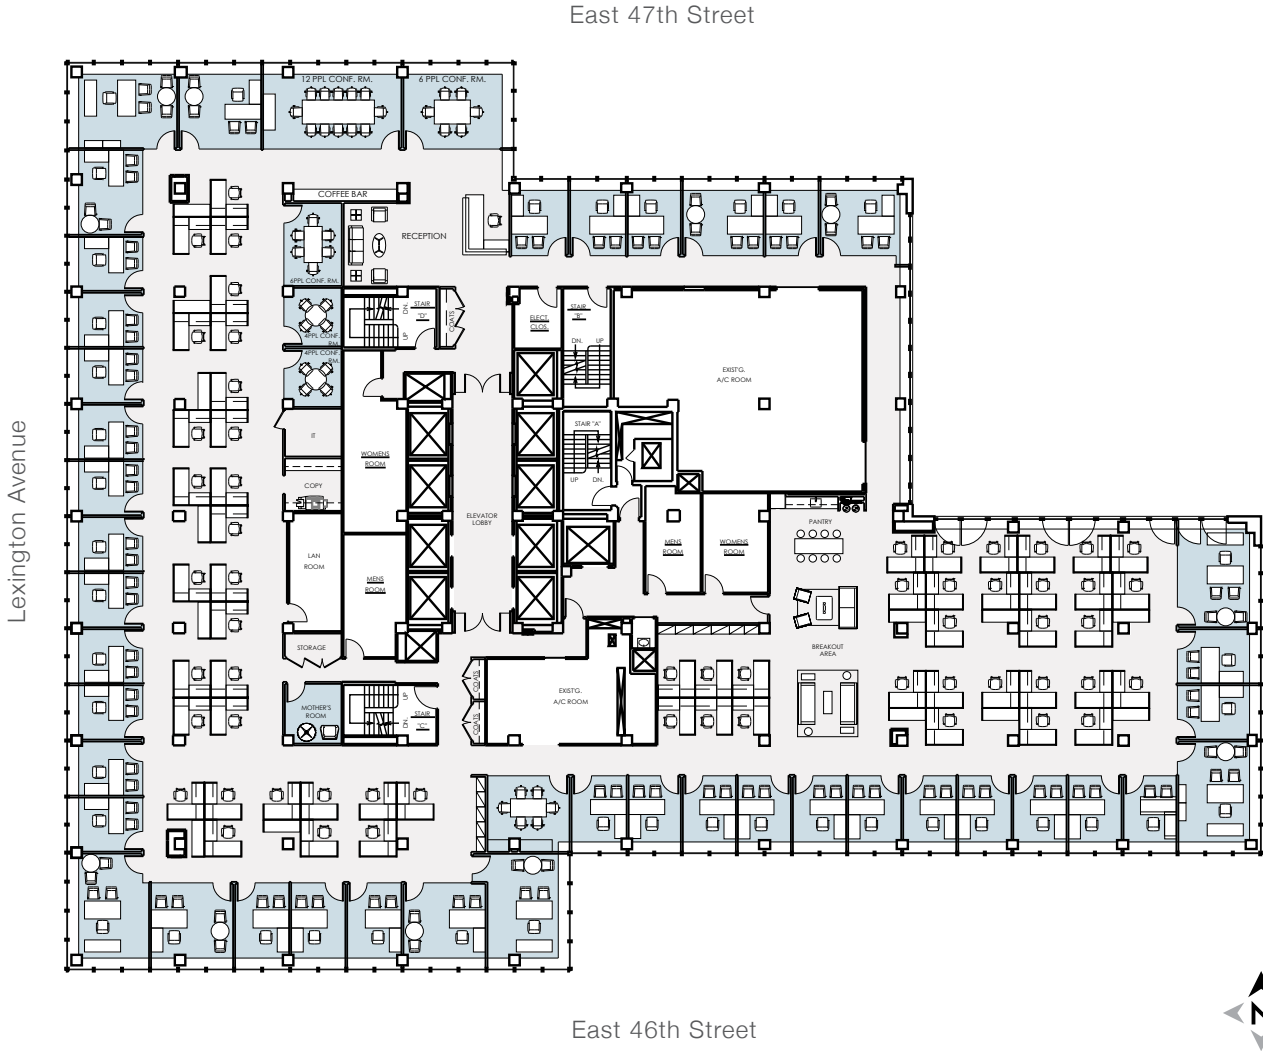 East 47th Street
12 PPL CONF. RM.
6 PPL CONF. RM.
COFFEE BAR
RECEPTION
6PPL CONF. RM.
DN.
STAIR
"D"
UP
COATS
ELECT.
CLOS.
STAIR
"B"
DN.
UP
4PPL CONF.
RM.
4PPL CONF.
RM.
EXIST'G.
A/C ROOM
STAIR "A"
UP
DN.
IT
WOMENS
ROOM
COPY
ELEVATOR
LOBBY
PANTRY
LAN
ROOM
MENS
ROOM
WOMENS
ROOM
MENS
ROOM
STORAGE
BREAKOUT
AREA
COATS
COATS
EXIST'G.
A/C ROOM
MOTHER'S
ROOM
UP
DN.
STAIR
"C"
Lexington Avenue
East 46th Street
N